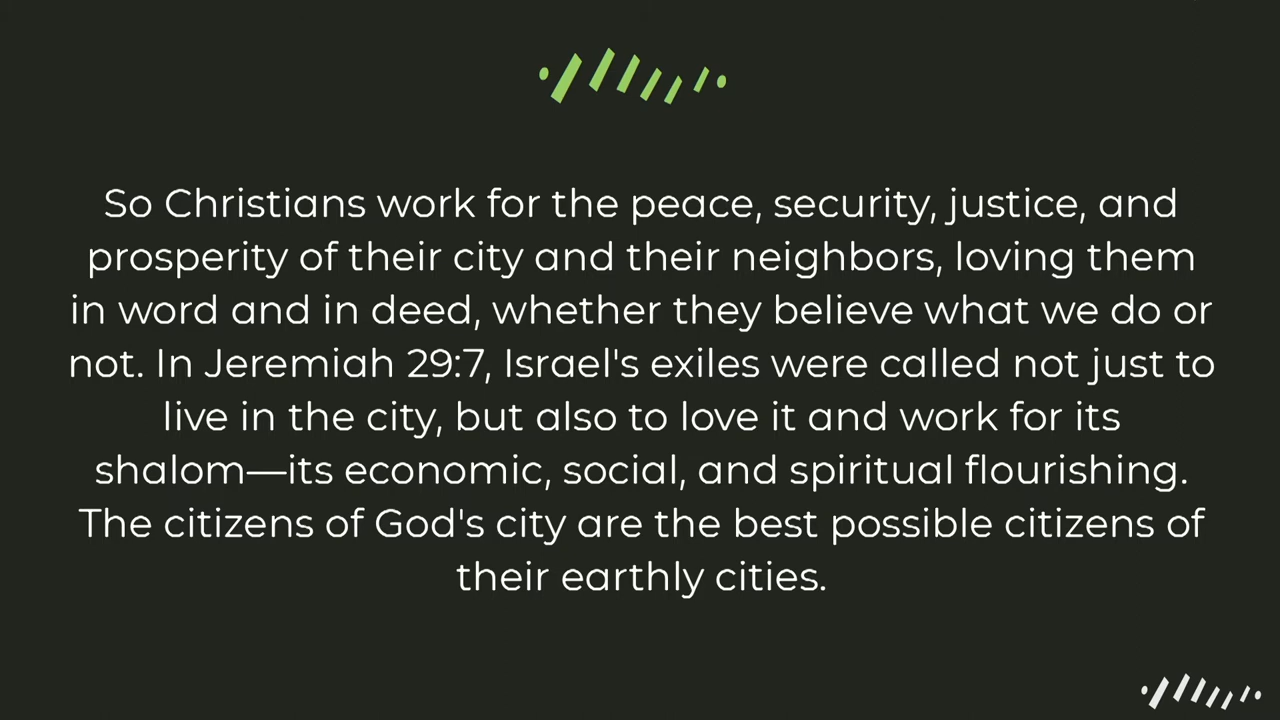 So Christians work for the peace, security, justice, and
prosperity of their city and their neighbors, loving them
in word and in deed, whether they believe what we do or
not. In Jeremiah 29:7, Israel's exiles were called not just to
live in the city, but also to love it and work for its
shalom—its economic, social, and spiritual flourishing.
The citizens of God's city are the best possible citizens of
their earthly cities.